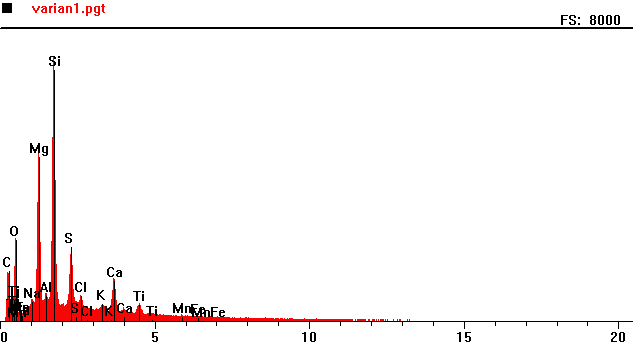 varian1.pgt
FS: 8000
Si
Mg
O
S
C
Ca
Ti
Na
Al
Cl
K
Ti
S
Cl
K
Ca
Ti
Mn
Fe
Mn
Fe
0
5
10
15
20